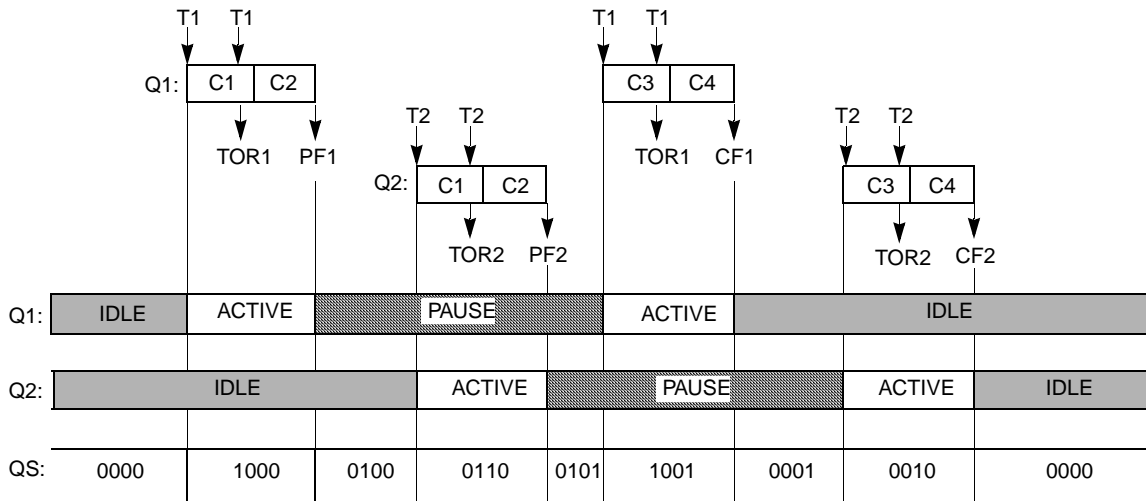 T1 T1 T1 T1
Q1: C1 C2 C3 C4
T2 T2 T2 T2
TOR1 PF1 TOR1 CF1
Q2: C1 C2 C3 C4
TOR2 PF2 TOR2 CF2
Q1: IDLE ACTIVE PAUSE ACTIVE IDLE
Q2: IDLE ACTIVE PAUSE ACTIVE IDLE
QS: 0000 1000 0100 0110 0101 1001 0001 0010 0000